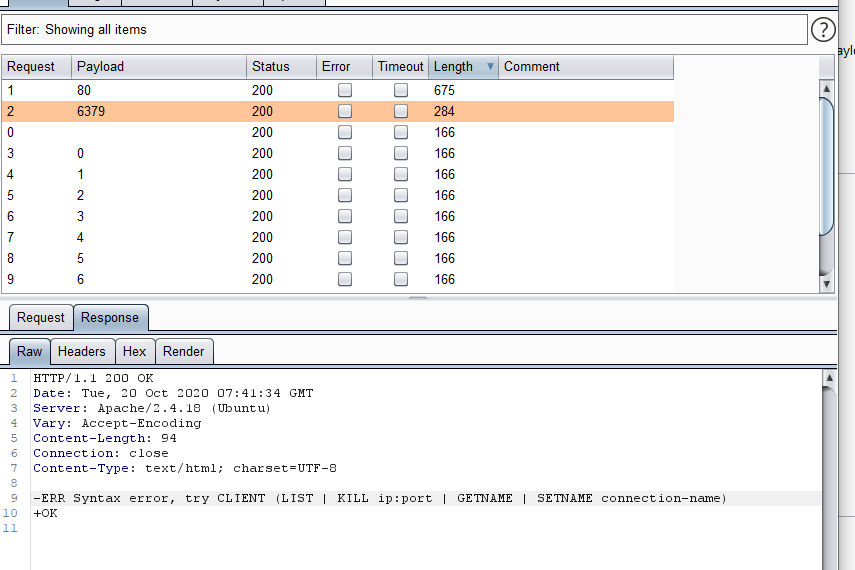 Filter: Showing all items
?
aylo
Request Payload Status Error Timeout Length Comment
1 80 200 675
2 6379 200 284
0 200 166
3 0 200 166
4 1 200 166
5 2 200 166
6 3 200 166
7 4 200 166
8 5 200 166
9 6 200 166
Request Response
Raw Headers Hex Render
1 HTTP/1.1 200 OK
2 Date: Tue, 20 Oct 2020 07:41:34 GMT
3 Server: Apache/2.4.18 (Ubuntu)
4 Vary: Accept-Encoding
5 Content-Length: 94
6 Connection: close
7 Content-Type: text/html; charset=UTF-8
8
9 -ERR Syntax error, try CLIENT (LIST | KILL ip:port | GETNAME | SETNAME connection-name)
10 +OK
11